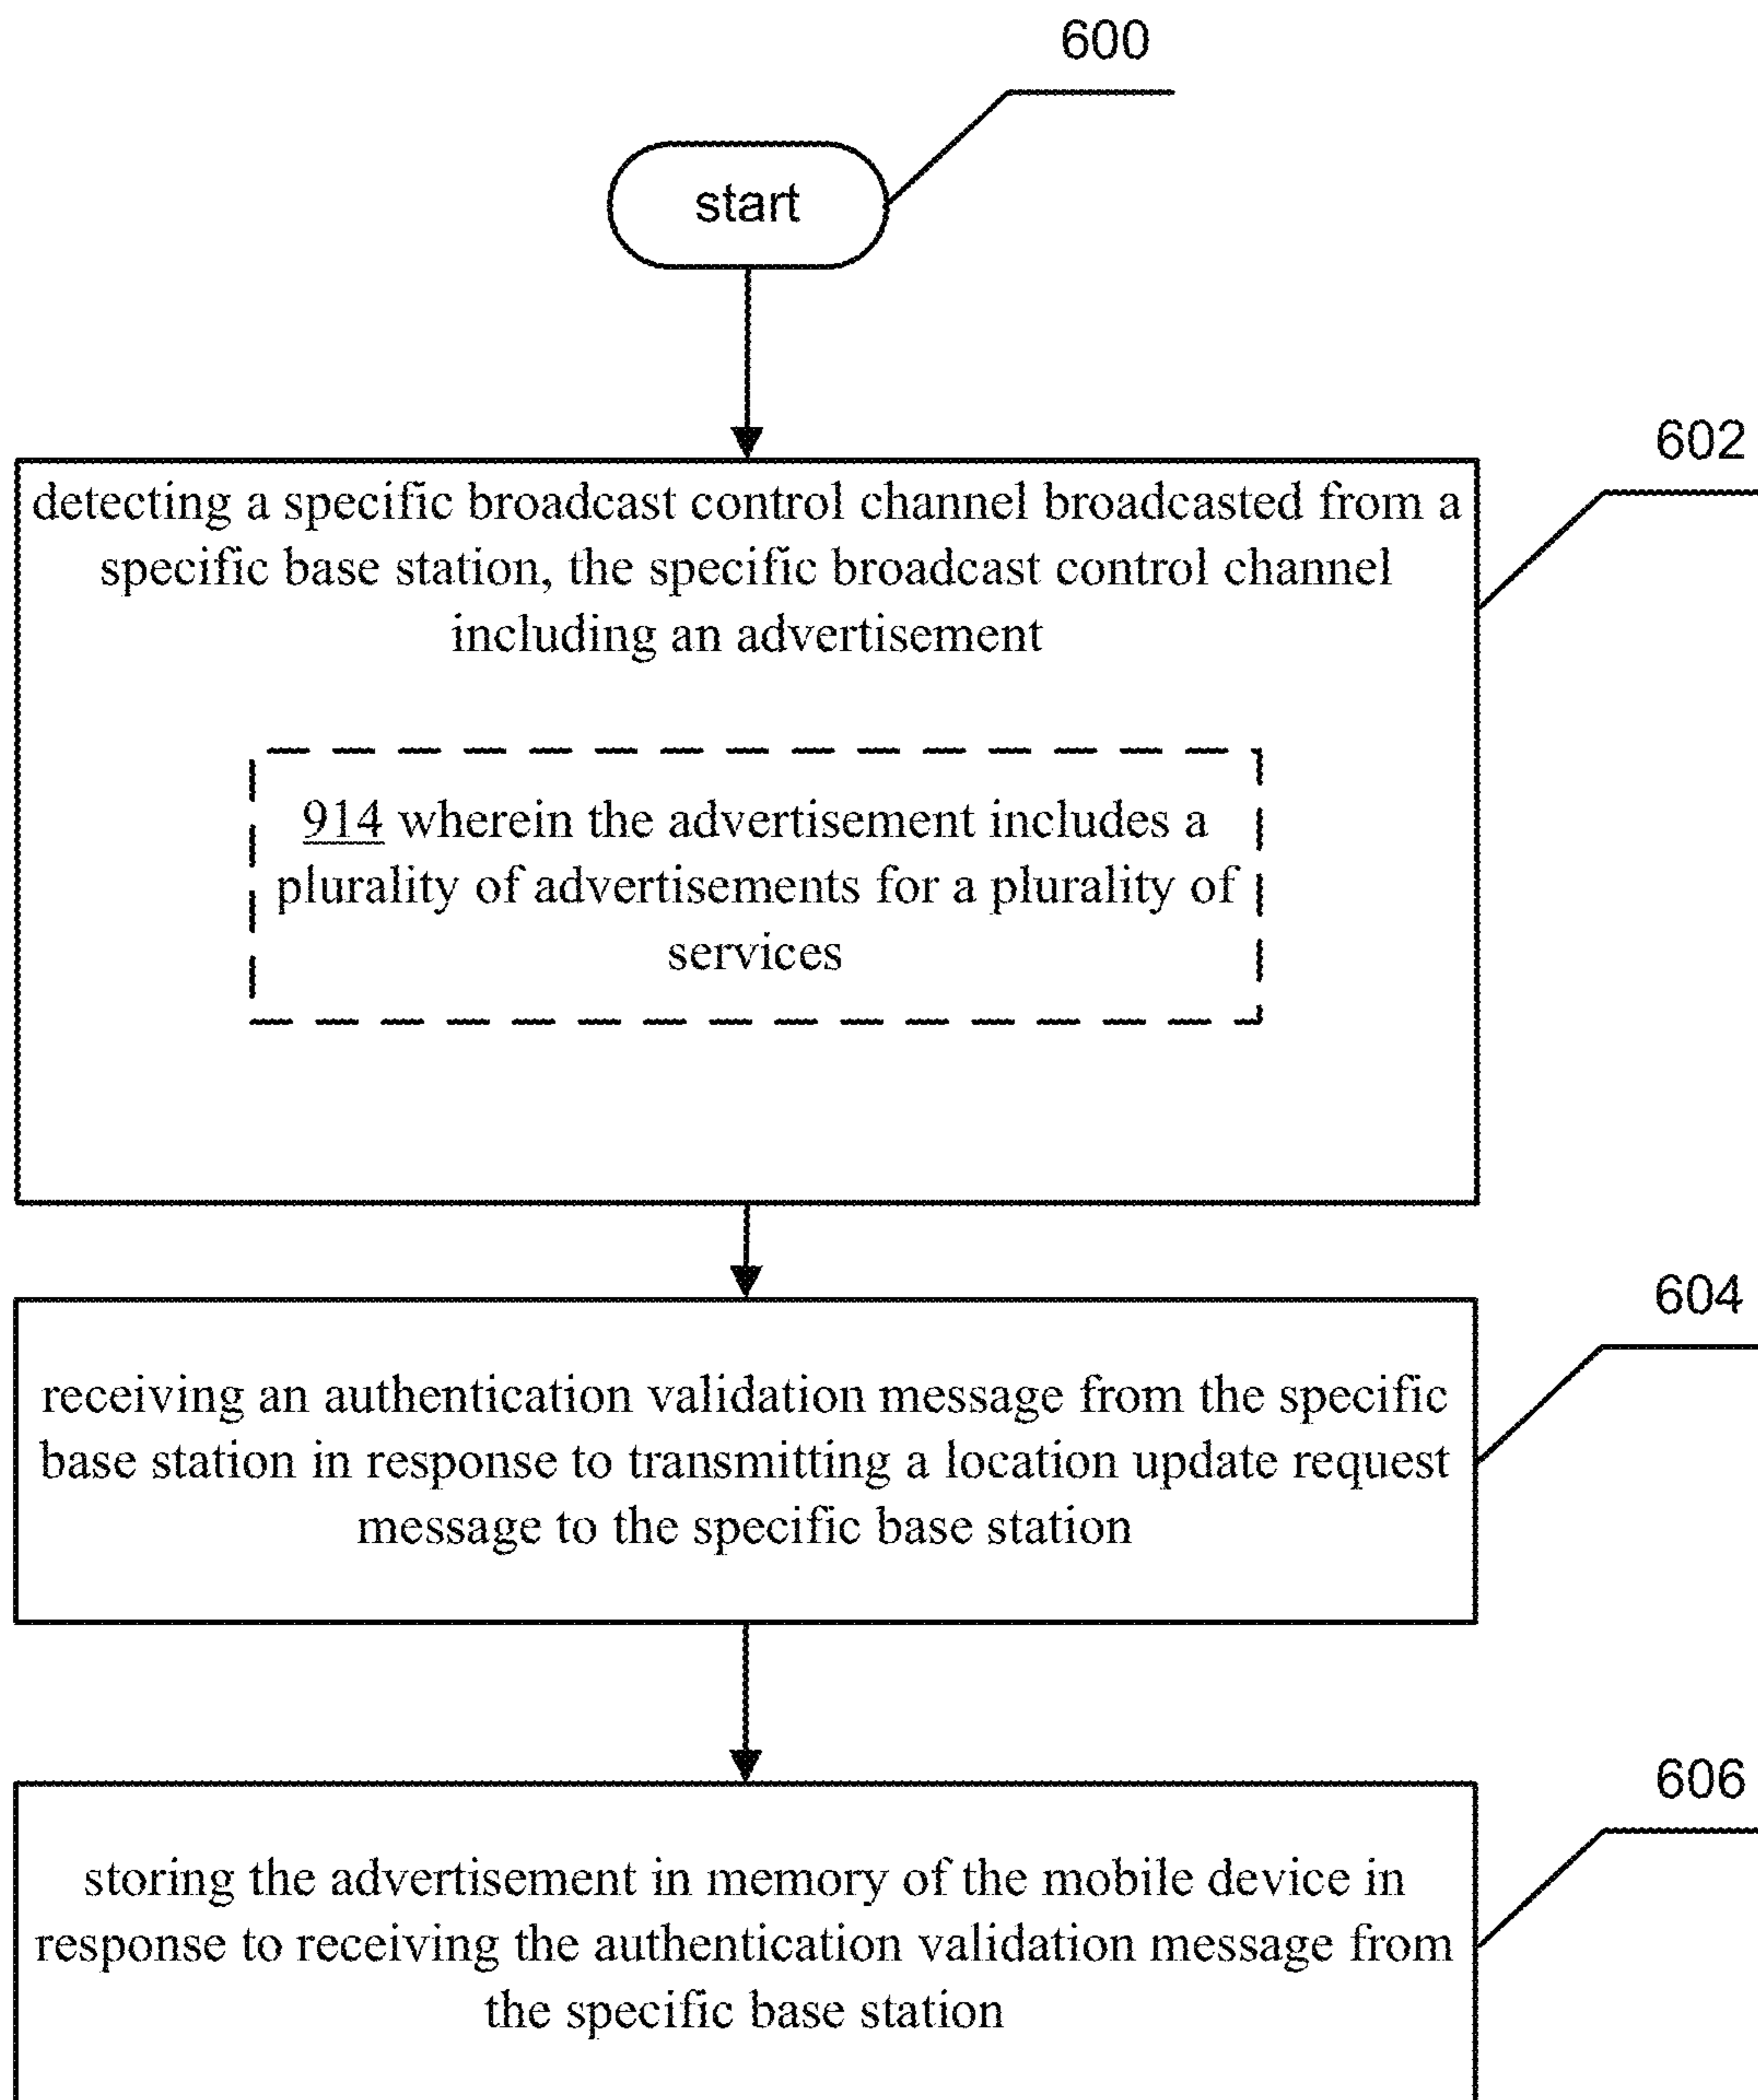 600
start
602
detecting a specific broadcast control channel broadcasted from a
specific base station, the specific broadcast control channel
including an advertisement
914 wherein the advertisement includes a
plurality of advertisements for a plurality of
services
604
receiving an authentication validation message from the specific
base station in response to transmitting a location update request
message to the specific base station
606
storing the advertisement in memory of the mobile device in
response to receiving the authentication validation message from
the specific base station